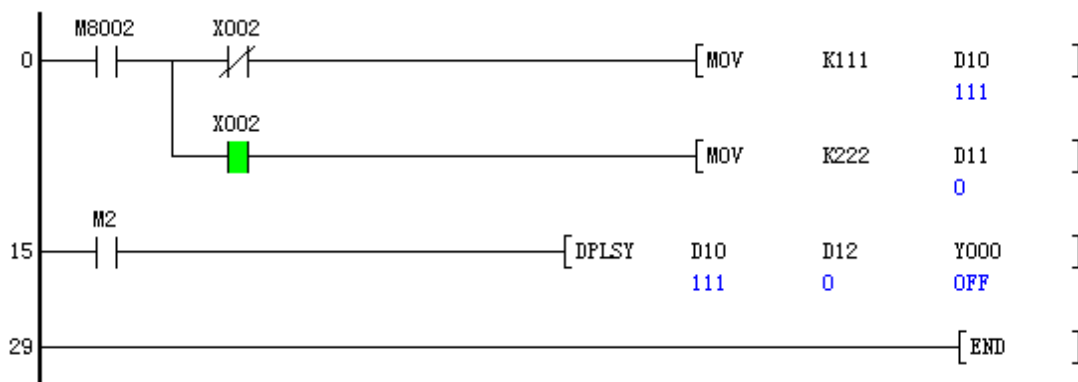 M8002 X002
0 MOV K111 D10
111
X002
MOV K222 D11
0
M2
15 DPLSY D10 D12 Y000
111 0 OFF
29 END